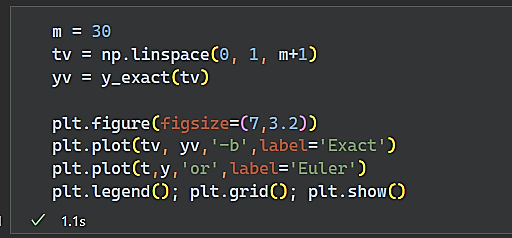 m = 30
tv = np.linspace(0, 1, m+1)
yv = y_exact(tv)
plt.figure(figsize=(7,3.2))
plt.plot(tv, yv,'-b',label='Exact')
plt.plot(t,y,'or',label='Euler')
plt.legend(); plt.grid(); plt.show()
1.1s